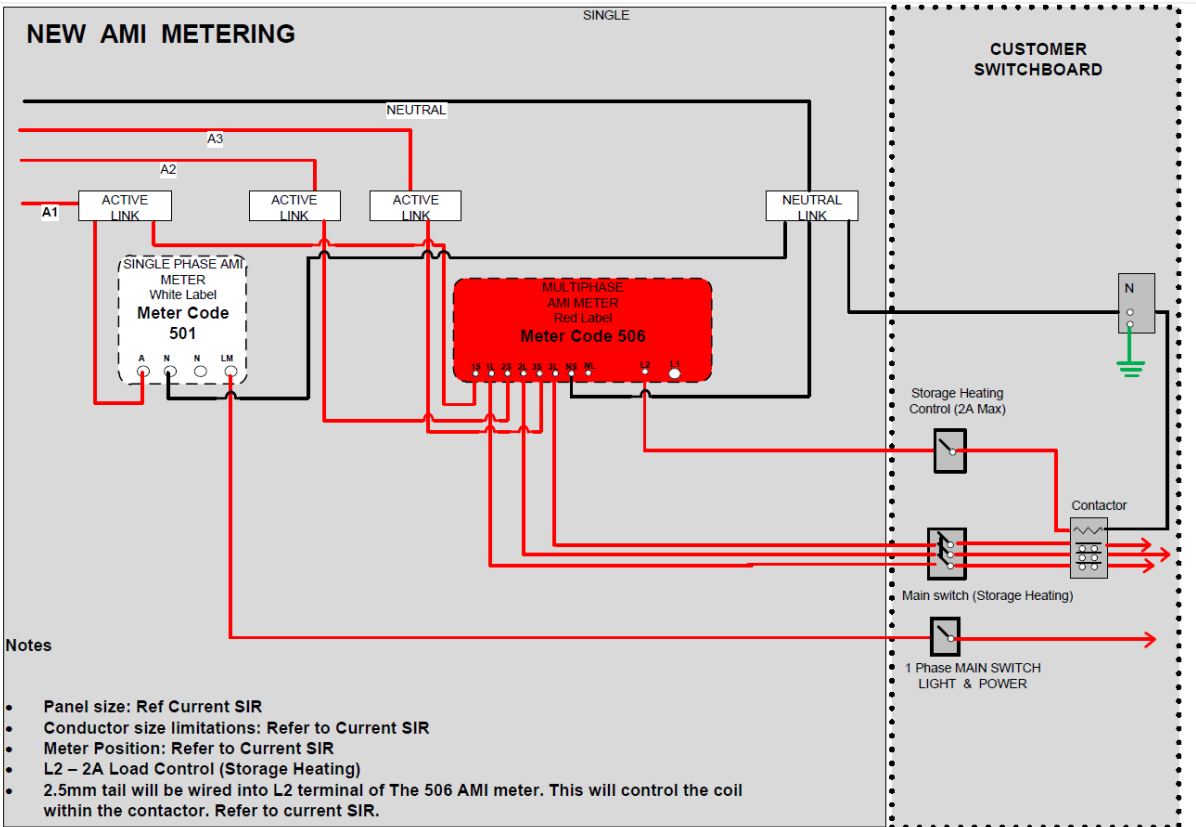 SINGLE
NEW AMI METERING
CUSTOMER
SWITCHBOARD
NEUTRAL
A3
A2
A1
ACTIVE
LINK
ACTIVE
LINK
ACTIVE
LINK
NEUTRAL
LINK
SINGLE PHASE AMI
METER
White Label
Meter Code
501
A N N LM
MULTIPHASE
AMI METER
Red Label
Meter Code 506
1S 1L 2S 2L 3S 3L NS NL L2 L1
N
Storage Heating
Control (2A Max)
Contactor
Main switch (Storage Heating)
1 Phase MAIN SWITCH
LIGHT & POWER
Notes
• Panel size: Ref Current SIR
• Conductor size limitations: Refer to Current SIR
• Meter Position: Refer to Current SIR
• L2 – 2A Load Control (Storage Heating)
• 2.5mm tail will be wired into L2 terminal of The 506 AMI meter. This will control the coil
within the contactor. Refer to current SIR.